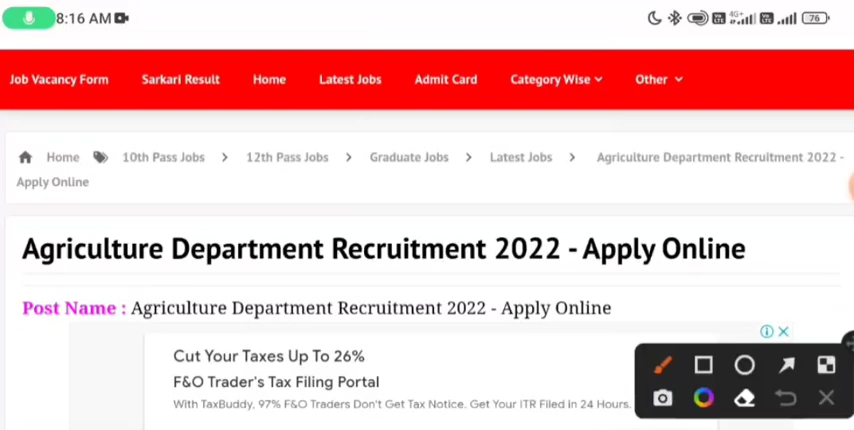 8:16 AM
4G+
76
Job Vacancy Form Sarkari Result Home Latest Jobs Admit Card Category Wise Other
Home 10th Pass Jobs > 12th Pass Jobs > Graduate Jobs > Latest Jobs > Agriculture Department Recruitment 2022 -
Apply Online
Agriculture Department Recruitment 2022 - Apply Online
Post Name : Agriculture Department Recruitment 2022 - Apply Online
Cut Your Taxes Up To 26%
F&O Trader's Tax Filing Portal
With TaxBuddy, 97% F&O Traders Don't Get Tax Notice. Get Your ITR Filed in 24 Hours.